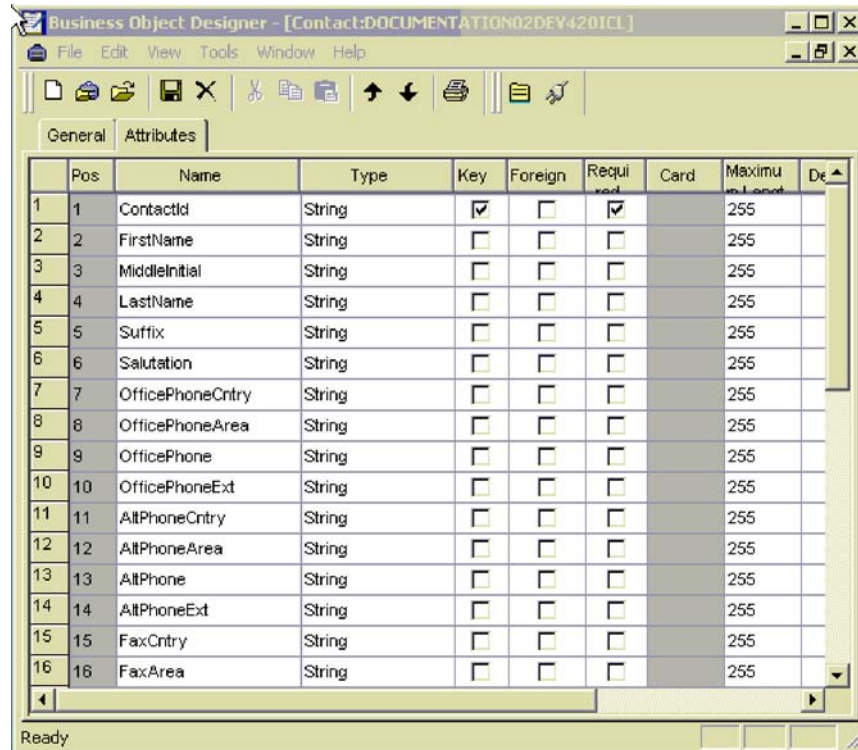 Business Object Designer - [Contact:DOCUMENTATION02DEV420ICL]
File Edit View Tools Window Help
General Attributes
Pos Name Type Key Foreign Requi Card Maximu De
1 1 ContactId String 255
2 2 FirstName String 255
3 3 MiddleInitial String 255
4 4 LastName String 255
5 5 Suffix String 255
6 6 Salutation String 255
7 7 OfficePhoneCntry String 255
8 8 OfficePhoneArea String 255
9 9 OfficePhone String 255
10 10 OfficePhoneExt String 255
11 11 AltPhoneCntry String 255
12 12 AltPhoneArea String 255
13 13 AltPhone String 255
14 14 AltPhoneExt String 255
15 15 FaxCntry String 255
16 16 FaxArea String 255
Ready